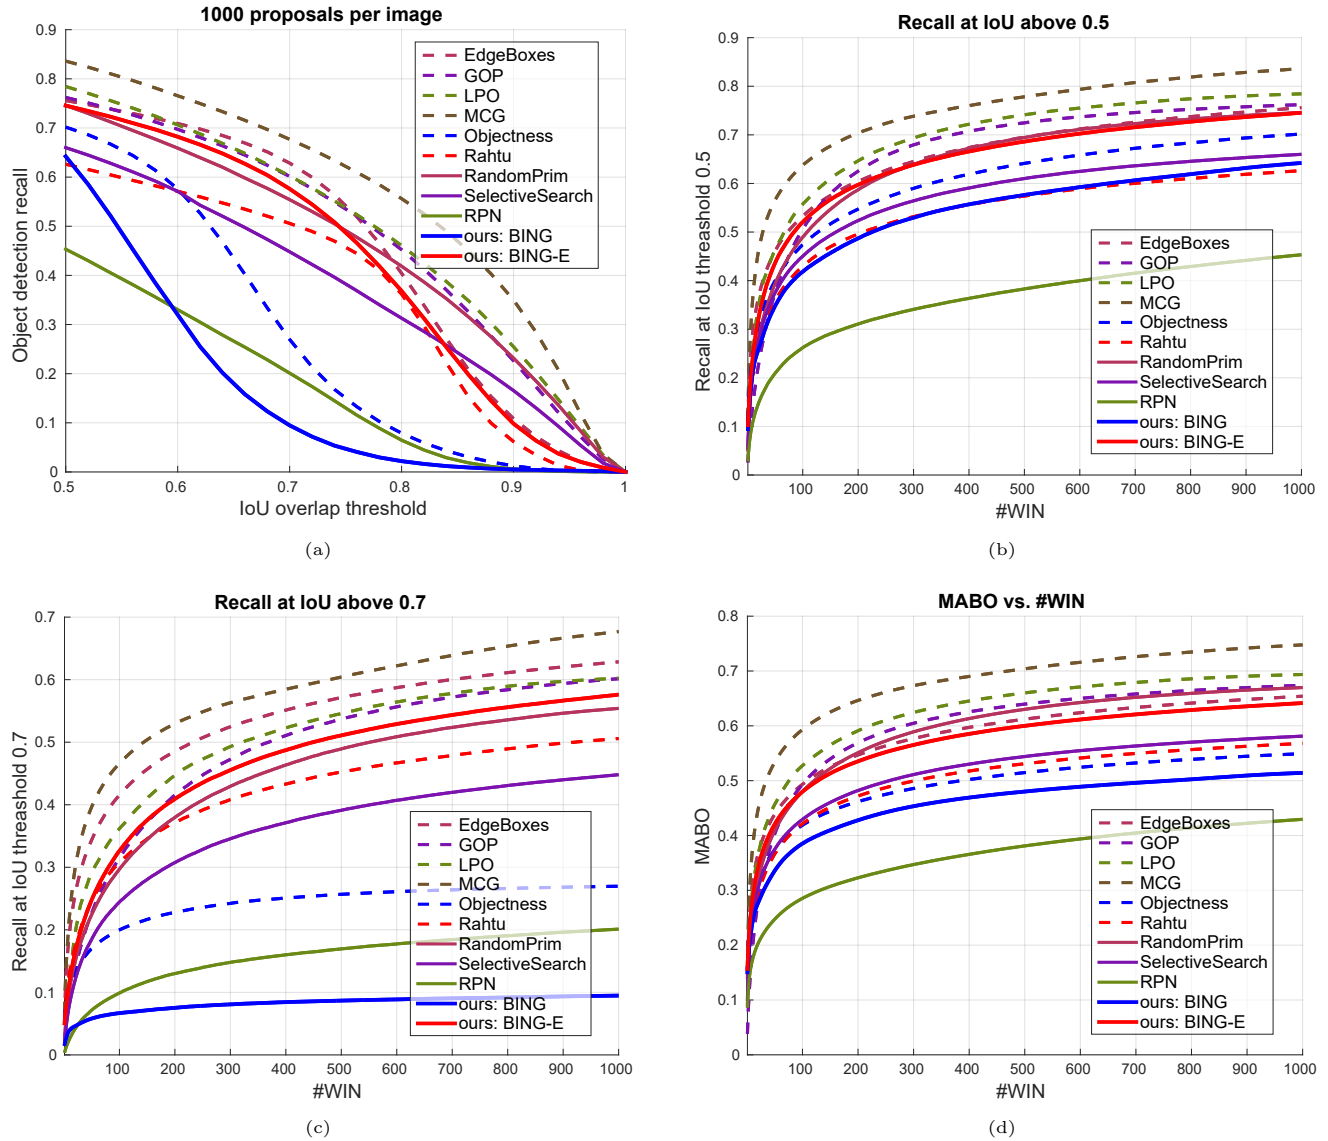 1000 proposals per image
0.9
0.8
0.7
0.6
0.5
0.4
0.3
0.2
0.1
0
Object detection recall
EdgeBoxes
GOP
LPO
MCG
Objectness
Rahtu
RandomPrim
SelectiveSearch
RPN
ours: BING
ours: BING-E
0.5 0.6 0.7 0.8 0.9 1
IoU overlap threshold
(a)
Recall at IoU above 0.5
0.9
0.8
0.7
0.6
0.5
0.4
0.3
0.2
0.1
0
Recall at IoU threashold 0.5
EdgeBoxes
GOP
LPO
MCG
Objectness
Rahtu
RandomPrim
SelectiveSearch
RPN
ours: BING
ours: BING-E
100 200 300 400 500 600 700 800 900 1000
#WIN
(b)
Recall at IoU above 0.7
0.7
0.6
0.5
0.4
0.3
0.2
0.1
0
Recall at IoU threashold 0.7
EdgeBoxes
GOP
LPO
MCG
Objectness
Rahtu
RandomPrim
SelectiveSearch
RPN
ours: BING
ours: BING-E
100 200 300 400 500 600 700 800 900 1000
#WIN
(c)
MABO vs. #WIN
0.8
0.7
0.6
0.5
0.4
0.3
0.2
0.1
0
MABO
EdgeBoxes
GOP
LPO
MCG
Objectness
Rahtu
RandomPrim
SelectiveSearch
RPN
ours: BING
ours: BING-E
100 200 300 400 500 600 700 800 900 1000
#WIN
(d)